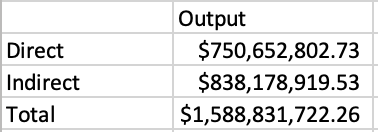 Output
Direct $750,652,802.73
Indirect $838,178,919.53
Total $1,588,831,722.26